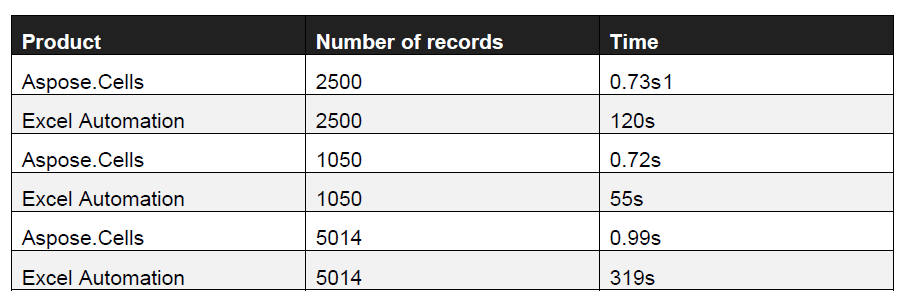 Product Number of records Time
Aspose.Cells 2500 0.73s1
Excel Automation 2500 120s
Aspose.Cells 1050 0.72s
Excel Automation 1050 55s
Aspose.Cells 5014 0.99s
Excel Automation 5014 319s